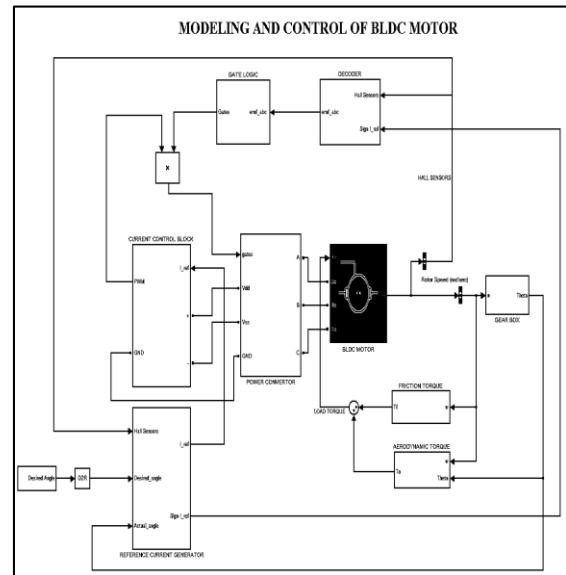 MODELING AND CONTROL OF BLDC MOTOR
GATE LOGIC
DECODER
Gates
emf_abc
emf_abc
Hall Sensors
Sign I_ref
HALL SENSORS
X
CURRENT CONTROL BLOCK
PWM
GND
I_ref
+
-
gates
Vdd
Vss
GND
A
B
C
POWER CONVERTOR
BLDC MOTOR
Rotor Speed (rad/sec)
w
Theta
GEAR BOX
LOAD TORQUE
FRICTION TORQUE
Tf
w
AERODYNAMIC TORQUE
Ta
w
Theta
Hall Sensors
Desired_angle
Actual_angle
I_ref
Sign I_ref
REFERENCE CURRENT GENERATOR
Desired Angle
D2R